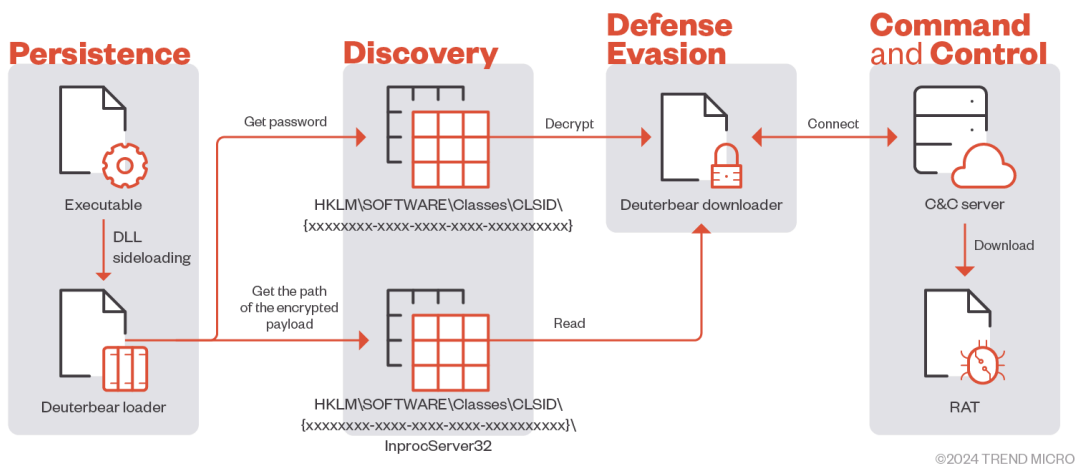 Persistence
Executable
DLL
sideloading
Deuterbear loader
Get password
Get the path
of the encrypted
payload
Discovery
HKLM\SOFTWARE\Classes\CLSID\
{xxxxxxxx-xxxx-xxxx-xxxx-xxxxxxxxxx}
HKLM\SOFTWARE\Classes\CLSID\
{xxxxxxxx-xxxx-xxxx-xxxx-xxxxxxxxxx}\
InprocServer32
Decrypt
Read
Defense
Evasion
Deuterbear downloader
Connect
Command
and Control
C&C server
Download
RAT
©2024 TREND MICRO